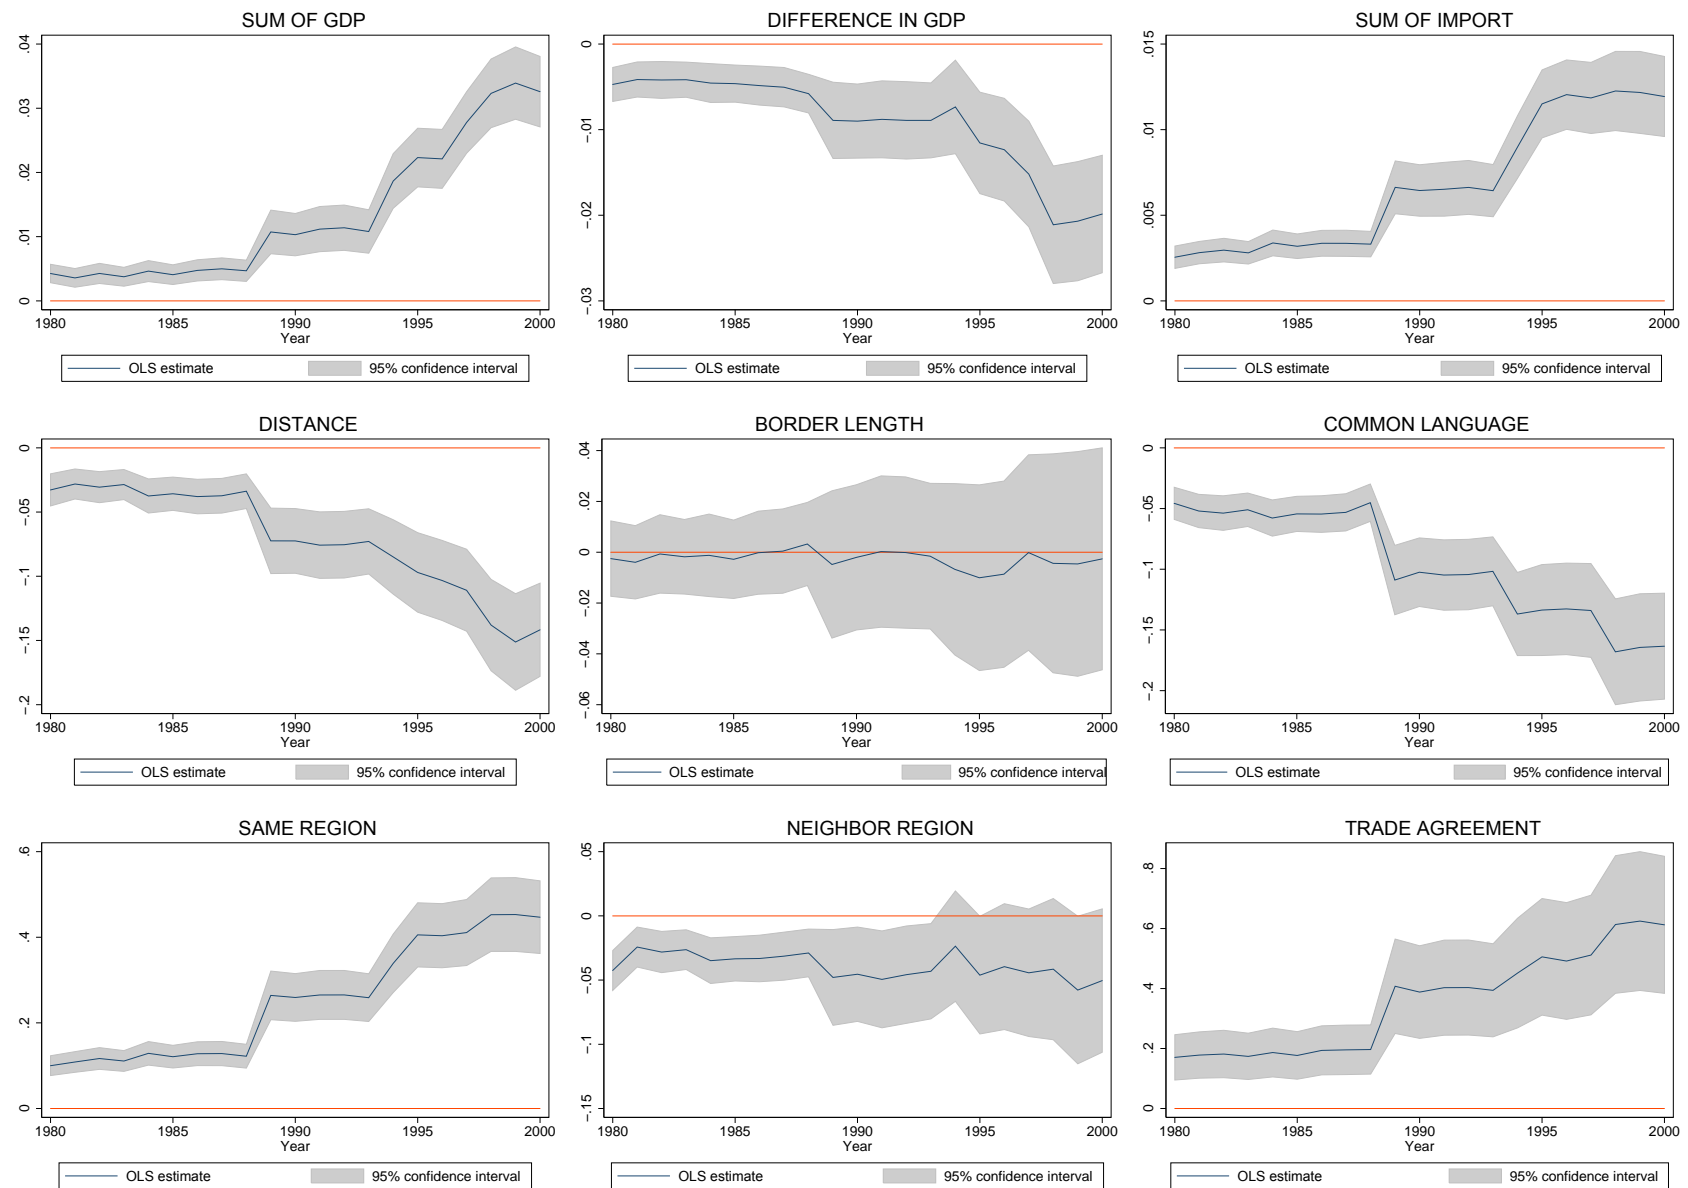 SUM OF GDP
.04
.03
.02
.01
0
1980 1985 1990 1995 2000
Year
OLS estimate 95% confidence interval
DIFFERENCE IN GDP
0
-.01
-.02
-.03
1980 1985 1990 1995 2000
Year
OLS estimate 95% confidence interval
SUM OF IMPORT
.015
.01
.005
0
1980 1985 1990 1995 2000
Year
OLS estimate 95% confidence interval
DISTANCE
0
-.05
-.1
-.15
-.2
1980 1985 1990 1995 2000
Year
OLS estimate 95% confidence interval
BORDER LENGTH
.04
.02
0
-.02
-.04
-.06
1980 1985 1990 1995 2000
Year
OLS estimate 95% confidence interval
COMMON LANGUAGE
0
-.05
-.1
-.15
-.2
1980 1985 1990 1995 2000
Year
OLS estimate 95% confidence interval
SAME REGION
.6
.4
.2
0
1980 1985 1990 1995 2000
Year
OLS estimate 95% confidence interval
NEIGHBOR REGION
.05
0
-.05
-.1
-.15
1980 1985 1990 1995 2000
Year
OLS estimate 95% confidence interval
TRADE AGREEMENT
.8
.6
.4
.2
0
1980 1985 1990 1995 2000
Year
OLS estimate 95% confidence interval